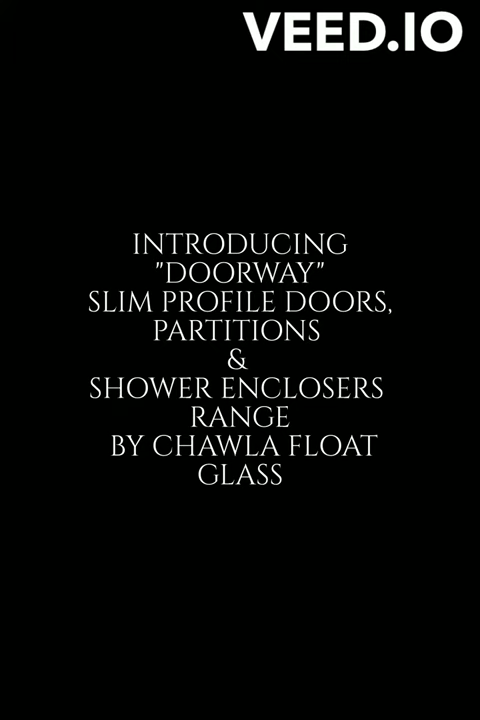 VEED.IO
INTRODUCING
"DOORWAY"
SLIM PROFILE DOORS,
PARTITIONS
&
SHOWER ENCLOSERS
RANGE
BY CHAWLA FLOAT
GLASS